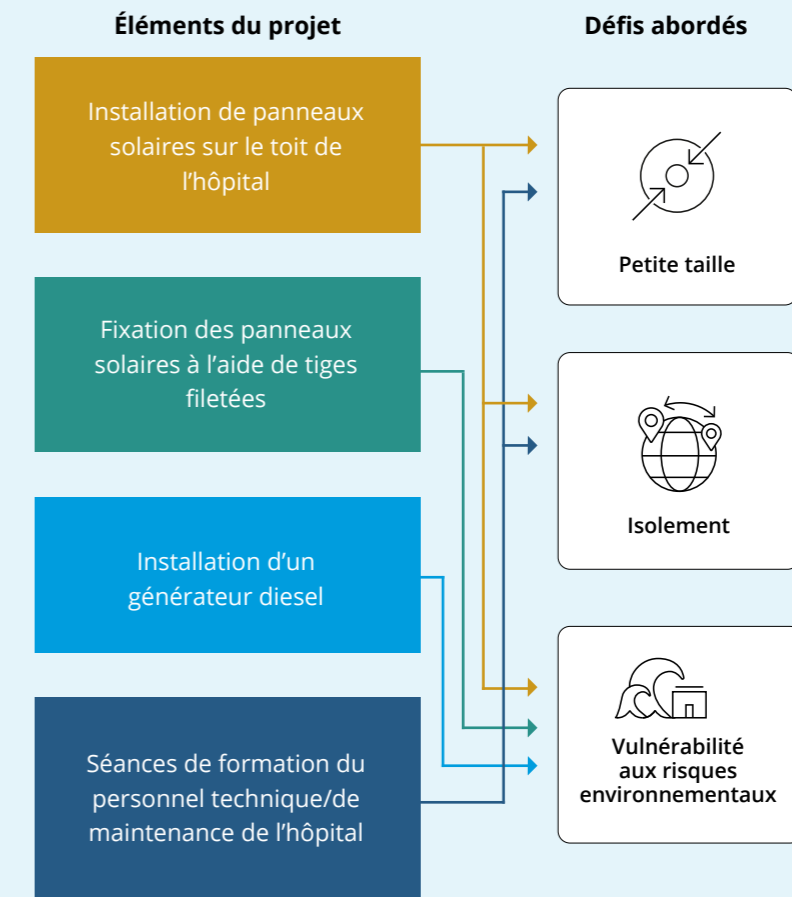 Éléments du projet
Défis abordés
Installation de panneaux
solaires sur le toit de
l’hôpital
Fixation des panneaux
solaires à l’aide de tiges
filetées
Installation d’un
générateur diesel
Séances de formation du
personnel technique/de
maintenance de l’hôpital
Petite taille
Isolement
Vulnérabilité
aux risques
environnementaux